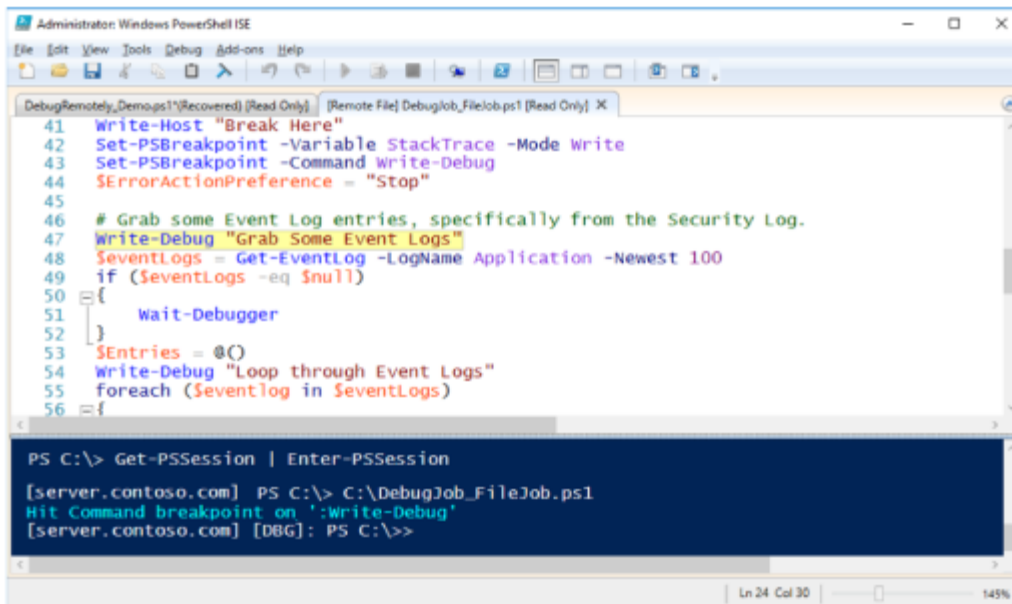 Administrator: Windows PowerShell ISE
File Edit View Tools Debug Add-ons Help
DebugRemotely_Demo.ps1*(Recovered) [Read Only] [Remote File] DebugJob_FileJob.ps1 [Read Only] X
41 Write-Host "Break Here"
42 Set-PSBreakpoint -Variable StackTrace -Mode Write
43 Set-PSBreakpoint -Command Write-Debug
44 $ErrorActionPreference = "Stop"
45
46 # Grab some Event Log entries, specifically from the Security Log.
47 Write-Debug "Grab Some Event Logs"
48 $eventLogs = Get-EventLog -LogName Application -Newest 100
49 if ($eventLogs -eq $null)
50 {
51 Wait-Debugger
52 }
53 $Entries = @()
54 Write-Debug "Loop through Event Logs"
55 foreach ($eventlog in $eventLogs)
56 {
PS C:\> Get-PSSession | Enter-PSSession
[server.contoso.com] PS C:\> C:\DebugJob_FileJob.ps1
Hit Command breakpoint on ':Write-Debug'
[server.contoso.com] [DBG]: PS C:\>>
Ln 24 Col 30 145%